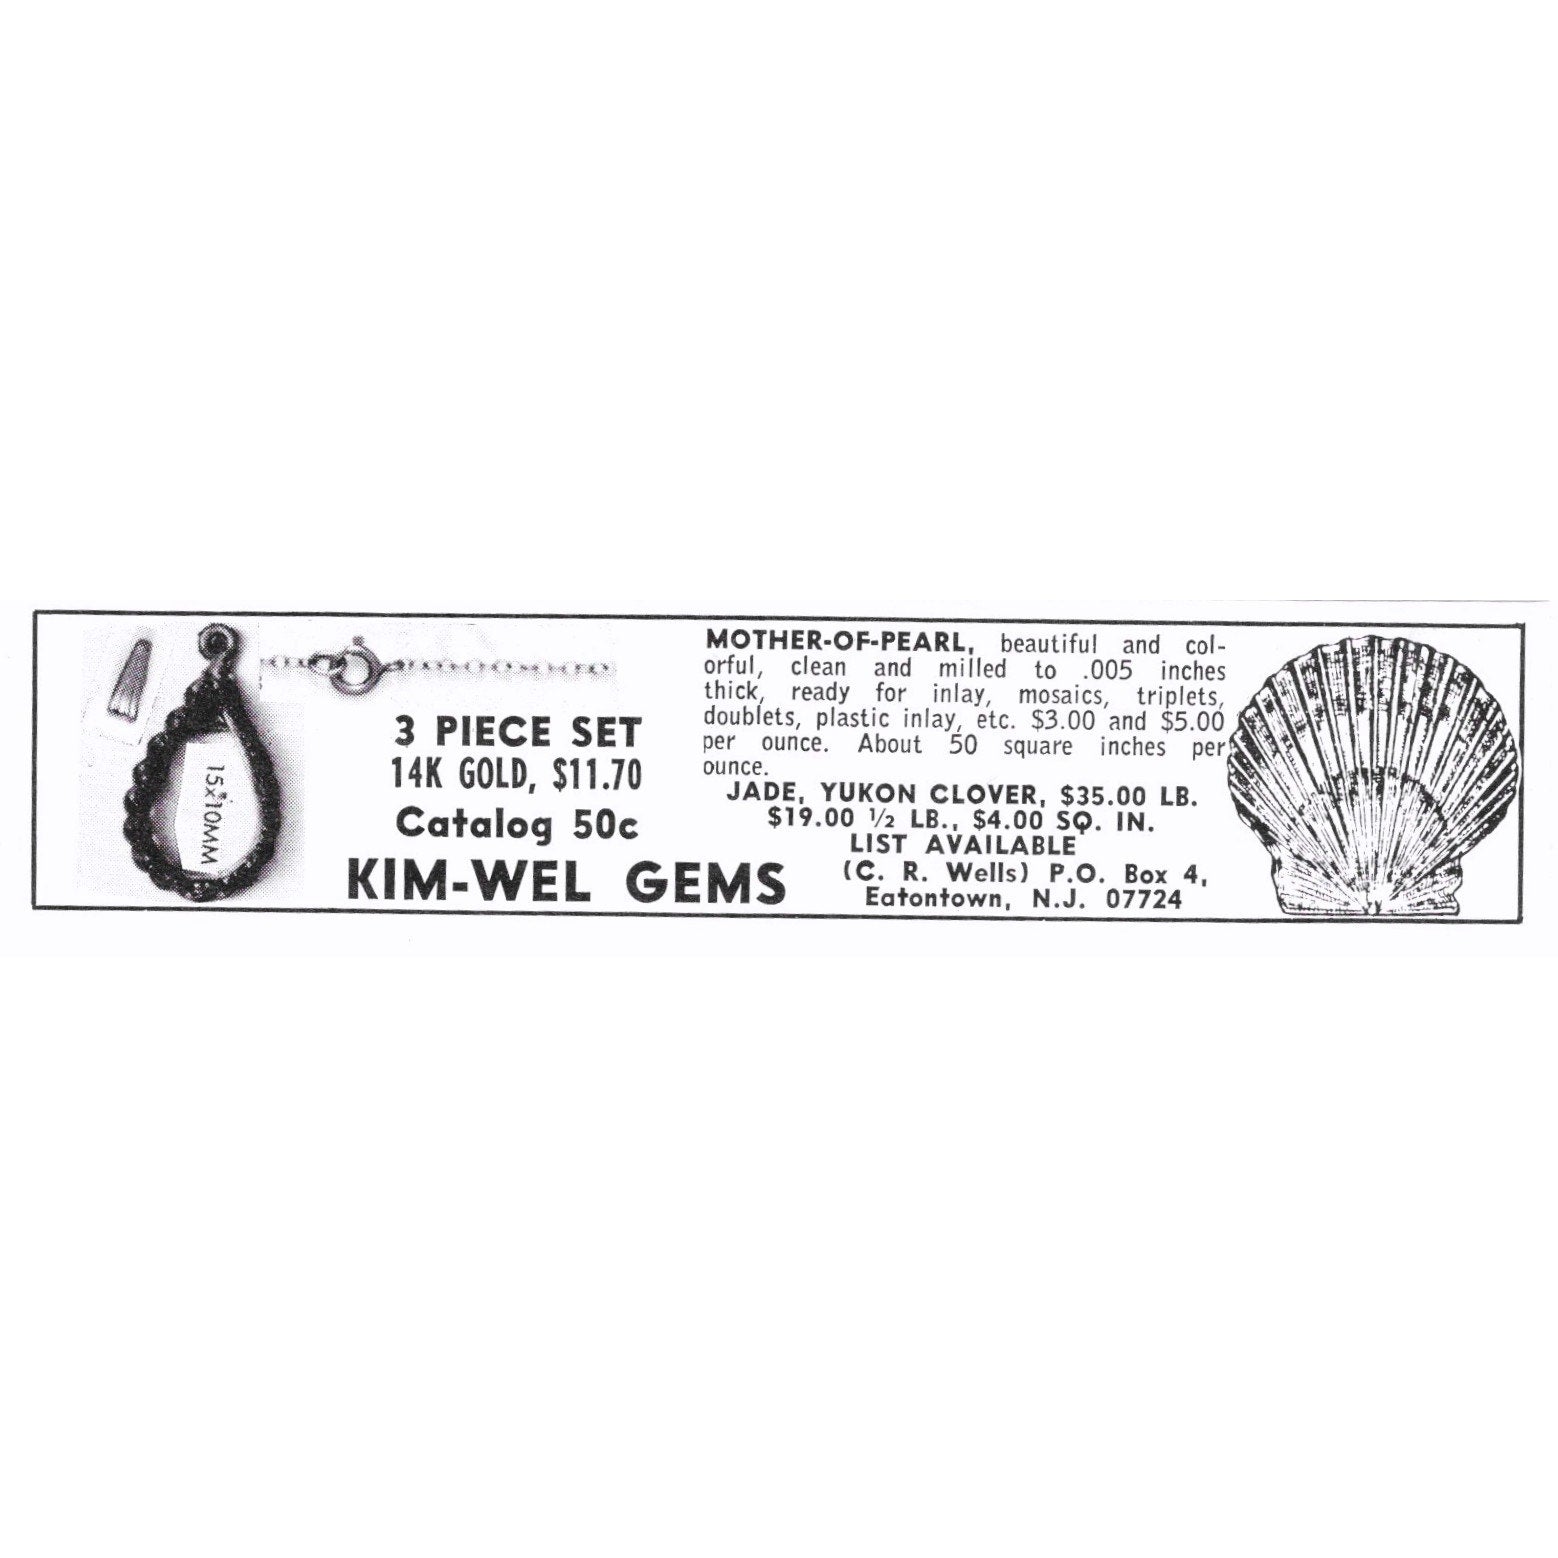 15x10MM
3 PIECE SET
14K GOLD, $11.70
Catalog 50c
KIM-WEL GEMS
MOTHER-OF-PEARL, beautiful and col-
orful, clean and milled to .005 inches
thick, ready for inlay, mosaics, triplets,
doublets, plastic inlay, etc. $3.00 and $5.00
per ounce. About 50 square inches per
ounce.
JADE, YUKON CLOVER, $35.00 LB.
$19.00 ½ LB., $4.00 SQ. IN.
LIST AVAILABLE
(C. R. Wells) P.O. Box 4,
Eatontown, N.J. 07724